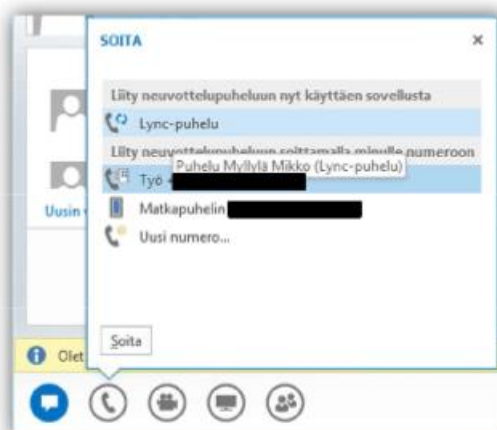 SOITA
Liity neuvottelupuheluun nyt käyttäen sovellusta
Lync-puhelu
Liity neuvottelupuheluun soittamalla minulle numeroon
Puhelu Myllylä Mikko (Lync-puhelu)
Työ
Matkapuhelin
Uusi numero...
Uusin
Soita
Olet